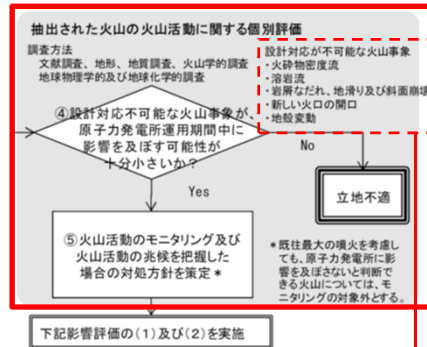 抽出された火山の火山活動に関する個別評価
調査方法
文献調査、地形、地質調査、火山学的調査
地球物理学的及び地球化学的調査
設計対応が不可能な火山事象
・火砕物密度流
・溶岩流
・岩屑なだれ、地滑り及び斜面崩壊
・新しい火口の開口
・地殻変動
④設計対応不可能な火山事象が、
原子力発電所運用期間中に
影響を及ぼす可能性が
十分小さいか?
No
Yes
立地不適
⑤火山活動のモニタリング及び
火山活動の兆候を把握した
場合の対処方針を策定*
*既往最大の噴火を考慮し
ても、原子力発電所に影
響を及ぼさないと判断で
きる火山については、モ
ニタリングの対象外とする。
下記影響評価の(1)及び(2)を実施